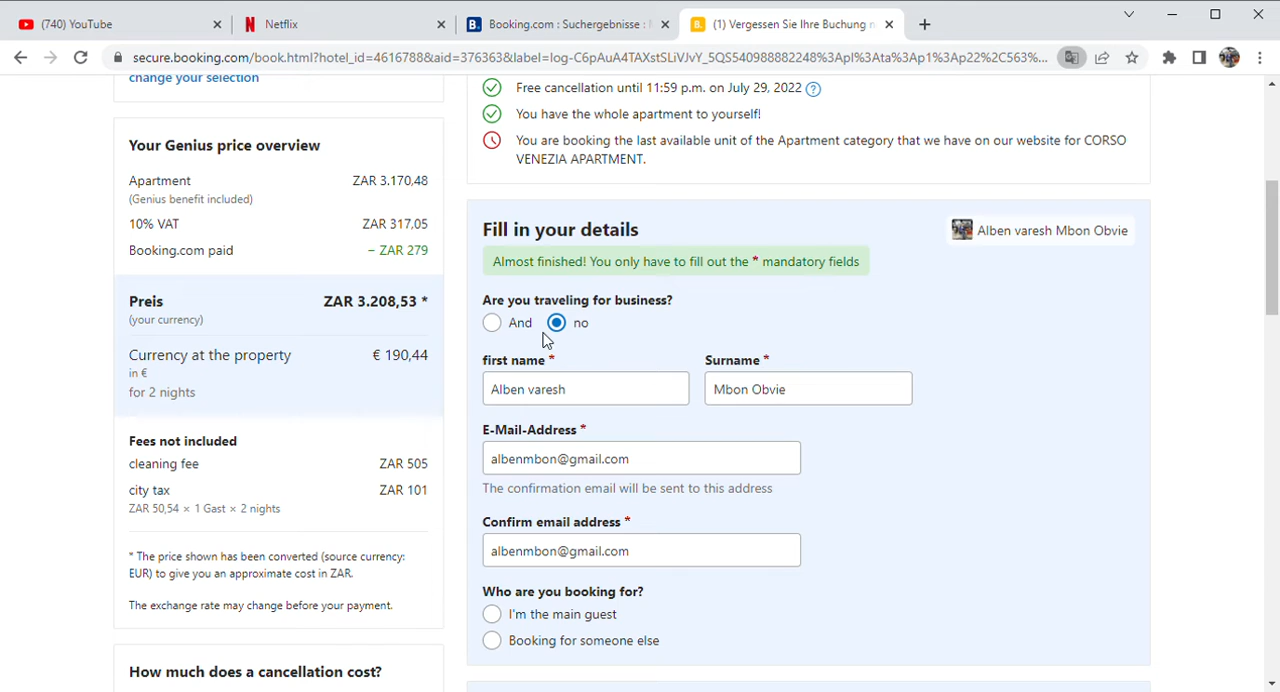 (740) YouTube
Netflix
Booking.com : Suchergebnisse :
(1) Vergessen Sie Ihre Buchung n
secure.booking.com/book.html?hotel_id=4616788&aid=376363&label=log-C6pAuA4TAXstSLiVJvY_5QS540988882248%3Apl%3Ata%3Ap1%3Ap22%2C563%...
change your selection
Your Genius price overview
Apartment ZAR 3.170,48
(Genius benefit included)
10% VAT ZAR 317,05
Booking.com paid − ZAR 279
Preis ZAR 3.208,53 *
(your currency)
Currency at the property € 190,44
in €
for 2 nights
Fees not included
cleaning fee ZAR 505
city tax ZAR 101
ZAR 50,54 × 1 Gast × 2 nights
* The price shown has been converted (source currency:
EUR) to give you an approximate cost in ZAR.
The exchange rate may change before your payment.
How much does a cancellation cost?
Free cancellation until 11:59 p.m. on July 29, 2022 ?
You have the whole apartment to yourself!
You are booking the last available unit of the Apartment category that we have on our website for CORSO
VENEZIA APARTMENT.
Fill in your details
Alben varesh Mbon Obvie
Almost finished! You only have to fill out the * mandatory fields
Are you traveling for business?
And no
first name * Surname *
Alben varesh Mbon Obvie
E-Mail-Address *
albenmbon@gmail.com
The confirmation email will be sent to this address
Confirm email address *
albenmbon@gmail.com
Who are you booking for?
I'm the main guest
Booking for someone else